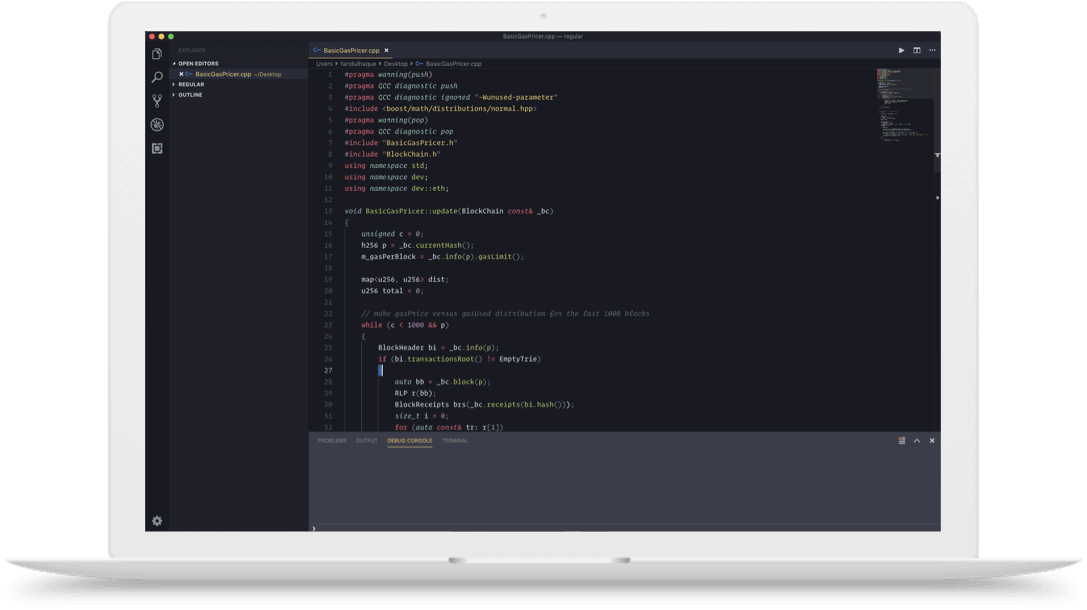 BasicGasPricer.cpp — regular
EXPLORER
OPEN EDITORS
BasicGasPricer.cpp ~/Desktop
REGULAR
OUTLINE
BasicGasPricer.cpp
Users › faridulhaque › Desktop › BasicGasPricer.cpp
1 #pragma warning(push)
2 #pragma GCC diagnostic push
3 #pragma GCC diagnostic ignored "-Wunused-parameter"
4 #include <boost/math/distributions/normal.hpp>
5 #pragma warning(pop)
6 #pragma GCC diagnostic pop
7 #include "BasicGasPricer.h"
8 #include "BlockChain.h"
9 using namespace std;
10 using namespace dev;
11 using namespace dev::eth;
12
13 void BasicGasPricer::update(BlockChain const& _bc)
14 {
15 unsigned c = 0;
16 h256 p = _bc.currentHash();
17 m_gasPerBlock = _bc.info(p).gasLimit();
18
19 map<u256, u256> dist;
20 u256 total = 0;
21
22 // make gasPrice versus gasUsed distribution for the last 1000 blocks
23 while (c < 1000 && p)
24 {
25 BlockHeader bi = _bc.info(p);
26 if (bi.transactionsRoot() != EmptyTrie)
27 {
28 auto bb = _bc.block(p);
29 RLP r(bb);
30 BlockReceipts brs(_bc.receipts(bi.hash()));
31 size_t i = 0;
32 for (auto const& tr: r[1])
PROBLEMS OUTPUT DEBUG CONSOLE TERMINAL